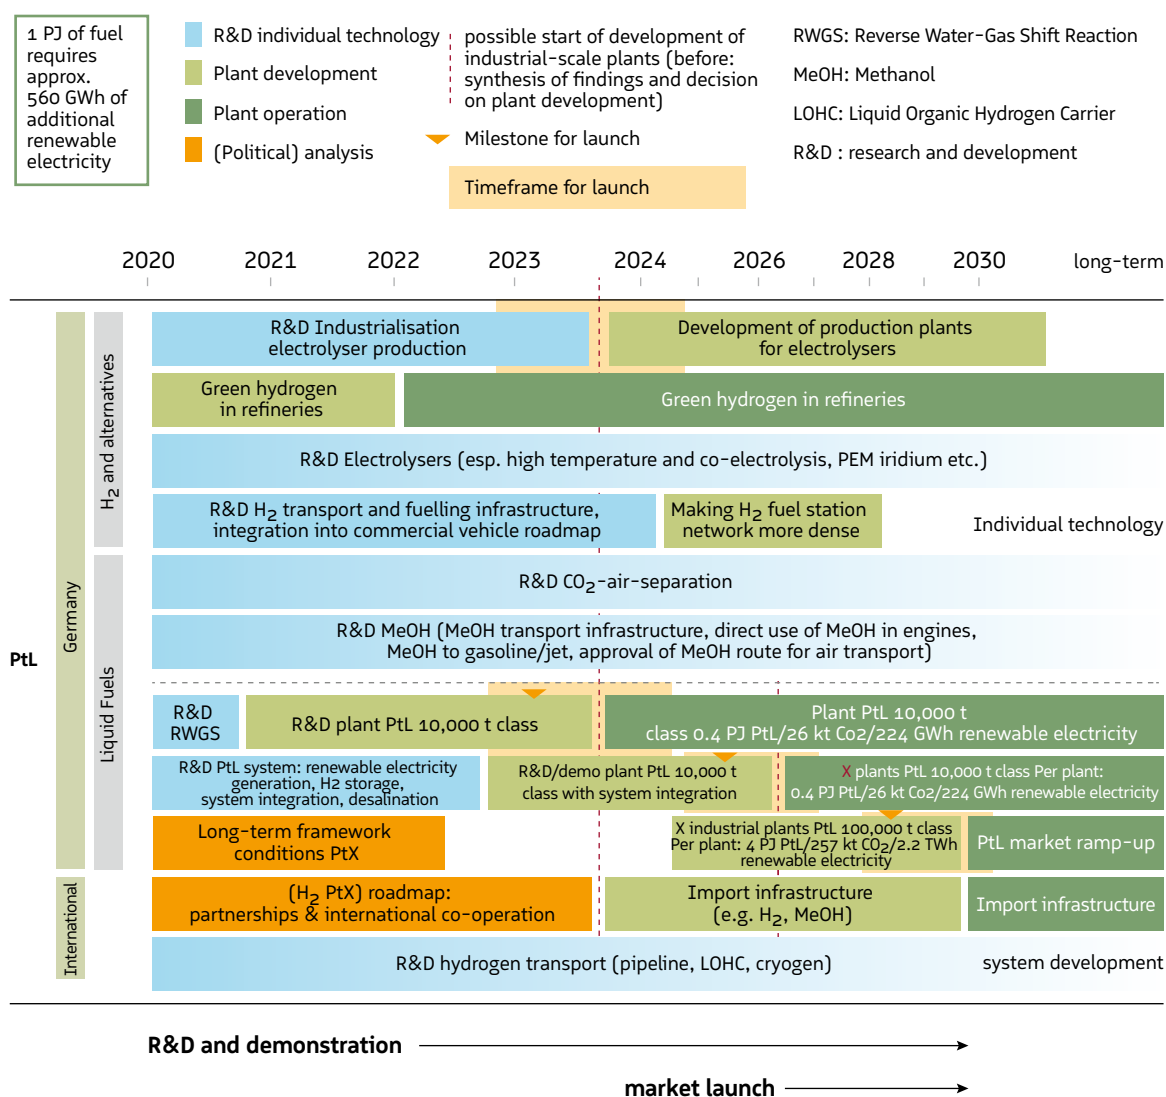 1 PJ of fuel
requires
approx.
560 GWh of
additional
renewable
electricity
R&D individual technology
Plant development
Plant operation
(Political) analysis
possible start of development of
industrial-scale plants (before:
synthesis of findings and decision
on plant development)
Milestone for launch
Timeframe for launch
RWGS: Reverse Water-Gas Shift Reaction
MeOH: Methanol
LOHC: Liquid Organic Hydrogen Carrier
R&D : research and development
2020 2021 2022 2023 2024 2026 2028 2030 long-term
PtL
Germany
H2 and alternatives
R&D Industrialisation
electrolyser production
Development of production plants
for electrolysers
Green hydrogen
in refineries
Green hydrogen in refineries
R&D Electrolysers (esp. high temperature and co-electrolysis, PEM iridium etc.)
R&D H2 transport and fuelling infrastructure,
integration into commercial vehicle roadmap
Making H2 fuel station
network more dense
Individual technology
Liquid Fuels
R&D CO2-air-separation
R&D MeOH (MeOH transport infrastructure, direct use of MeOH in engines,
MeOH to gasoline/jet, approval of MeOH route for air transport)
R&D
RWGS
R&D plant PtL 10,000 t class
Plant PtL 10,000 t
class 0.4 PJ PtL/26 kt Co2/224 GWh renewable electricity
R&D PtL system: renewable electricity
generation, H2 storage,
system integration, desalination
R&D/demo plant PtL 10,000 t
class with system integration
X plants PtL 10,000 t class Per plant:
0.4 PJ PtL/26 kt Co2/224 GWh renewable electricity
Long-term framework
conditions PtX
X industrial plants PtL 100,000 t class
Per plant: 4 PJ PtL/257 kt CO2/2.2 TWh
renewable electricity
PtL market ramp-up
International
(H2 PtX) roadmap:
partnerships & international co-operation
Import infrastructure
(e.g. H2, MeOH)
Import infrastructure
R&D hydrogen transport (pipeline, LOHC, cryogen)
system development
R&D and demonstration
market launch